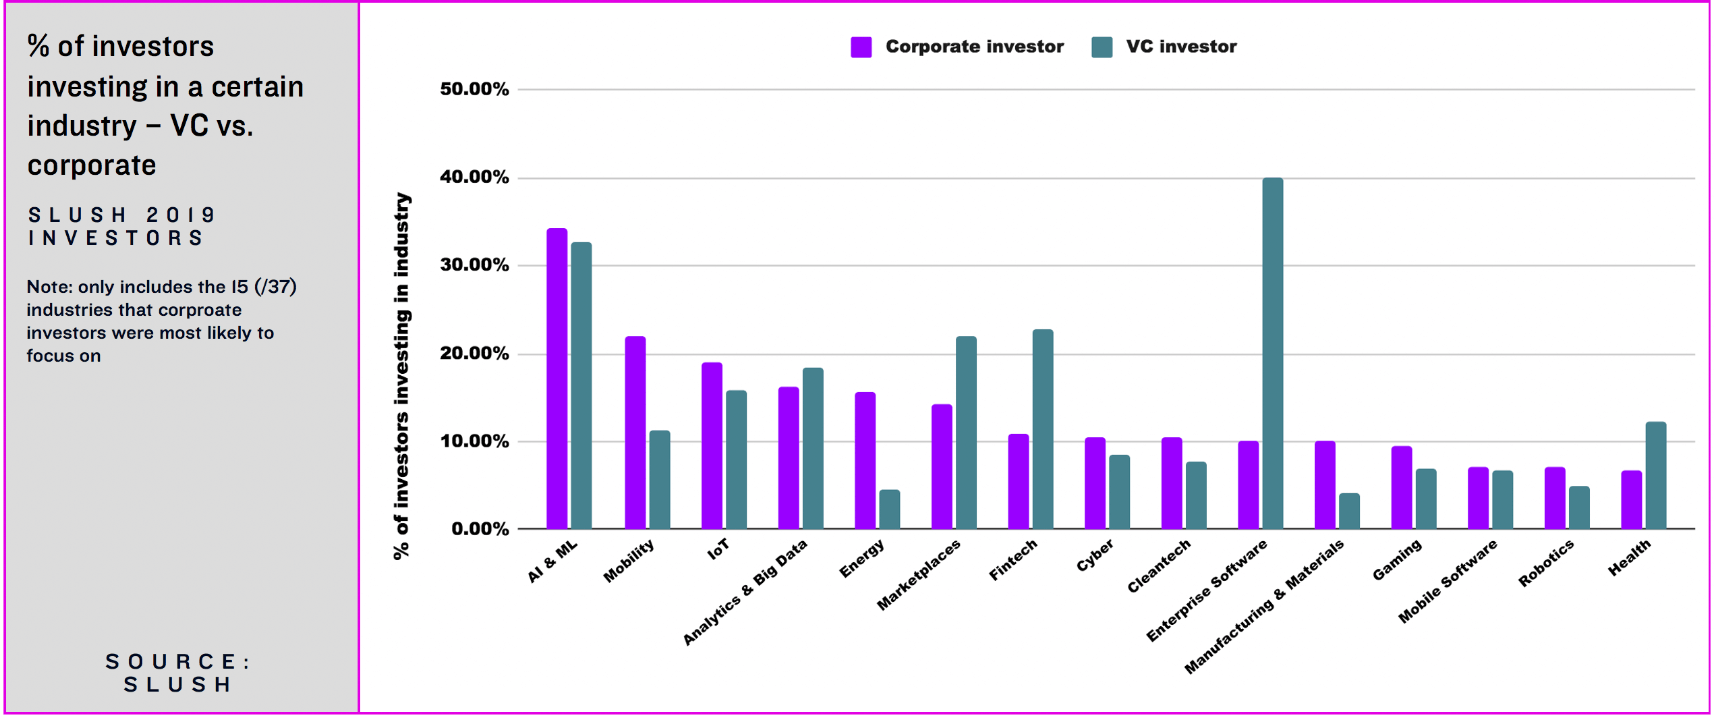 % of investors
investing in a certain
industry – VC vs.
corporate
SLUSH 2019
INVESTORS
Note: only includes the 15 (/37)
industries that corproate
investors were most likely to
focus on
SOURCE:
SLUSH
Corporate investor
VC investor
% of investors investing in industry
50.00%
40.00%
30.00%
20.00%
10.00%
0.00%
AI & ML
Mobility
IoT
Analytics & Big Data
Energy
Marketplaces
Fintech
Cyber
Cleantech
Enterprise Software
Manufacturing & Materials
Gaming
Mobile Software
Robotics
Health